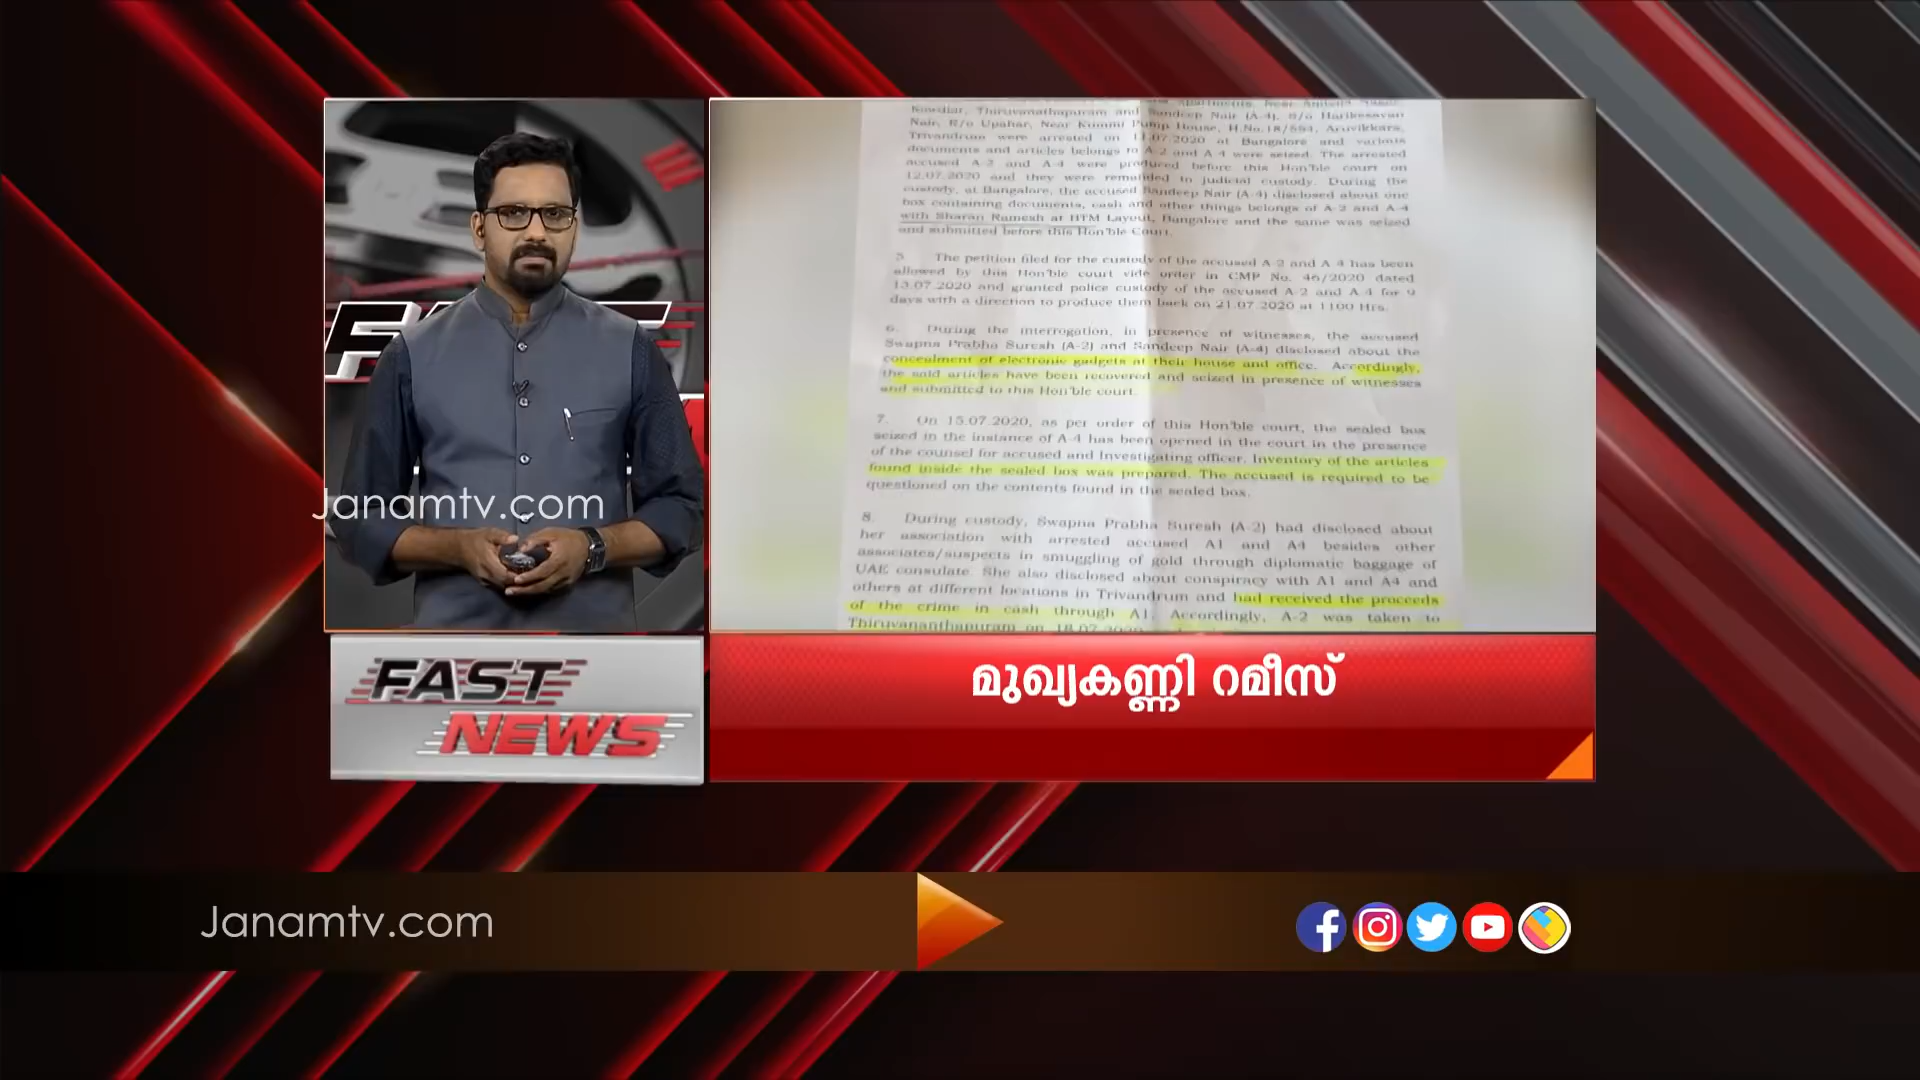 Kowdiar, Thiruvanathapuram and Sandeep Nair (A-4), S/o Harikesavan
Nair, R/o Upahar, Near Kummi Pump House, H.No.18/594, Aruvikkara,
Trivandrum were arrested on 11.07.2020 at Bangalore and various
documents and articles belongs to A-2 and A-4 were seized. The arrested
accused A-2 and A-4 were produced before this Hon'ble court on
12.07.2020 and they were remanded to judicial custody. During the
custody, at Bangalore, the accused Sandeep Nair (A-4) disclosed about one
box containing documents, cash and other things belongs of A-2 and A-4
with Sharan Ramesh at HTM Layout, Bangalore and the same was seized
and submitted before this Hon'ble Court.
5. The petition filed for the custody of the accused A-2 and A-4 has been
allowed by this Hon'ble court vide order in CMP No. 46/2020 dated
13.07.2020 and granted police custody of the accused A-2 and A-4 for 9
days with a direction to produce them back on 21.07.2020 at 1100 Hrs.
6. During the interrogation, in presence of witnesses, the accused
Swapna Prabha Suresh (A-2) and Sandeep Nair (A-4) disclosed about the
concealment of electronic gadgets at their house and office. Accordingly,
the said articles have been recovered and seized in presence of witnesses
and submitted to this Hon'ble court.
7. On 15.07.2020, as per order of this Hon'ble court, the sealed box
seized in the instance of A-4 has been opened in the court in the presence
of the counsel for accused and Investigating officer. Inventory of the articles
found inside the sealed box was prepared. The accused is required to be
questioned on the contents found in the sealed box.
8. During custody, Swapna Prabha Suresh (A-2) had disclosed about
her association with arrested accused A1 and A4 besides other
associates/suspects in smuggling of gold through diplomatic baggage of
UAE consulate. She also disclosed about conspiracy with A1 and A4 and
others at different locations in Trivandrum and had received the proceeds
of the crime in cash through A1. Accordingly, A-2 was taken to
Thiruvananthapuram on 18.07.2020
FAST
Janamtv.com
FAST
NEWS
മുഖ്യകണ്ണി റമീസ്
Janamtv.com